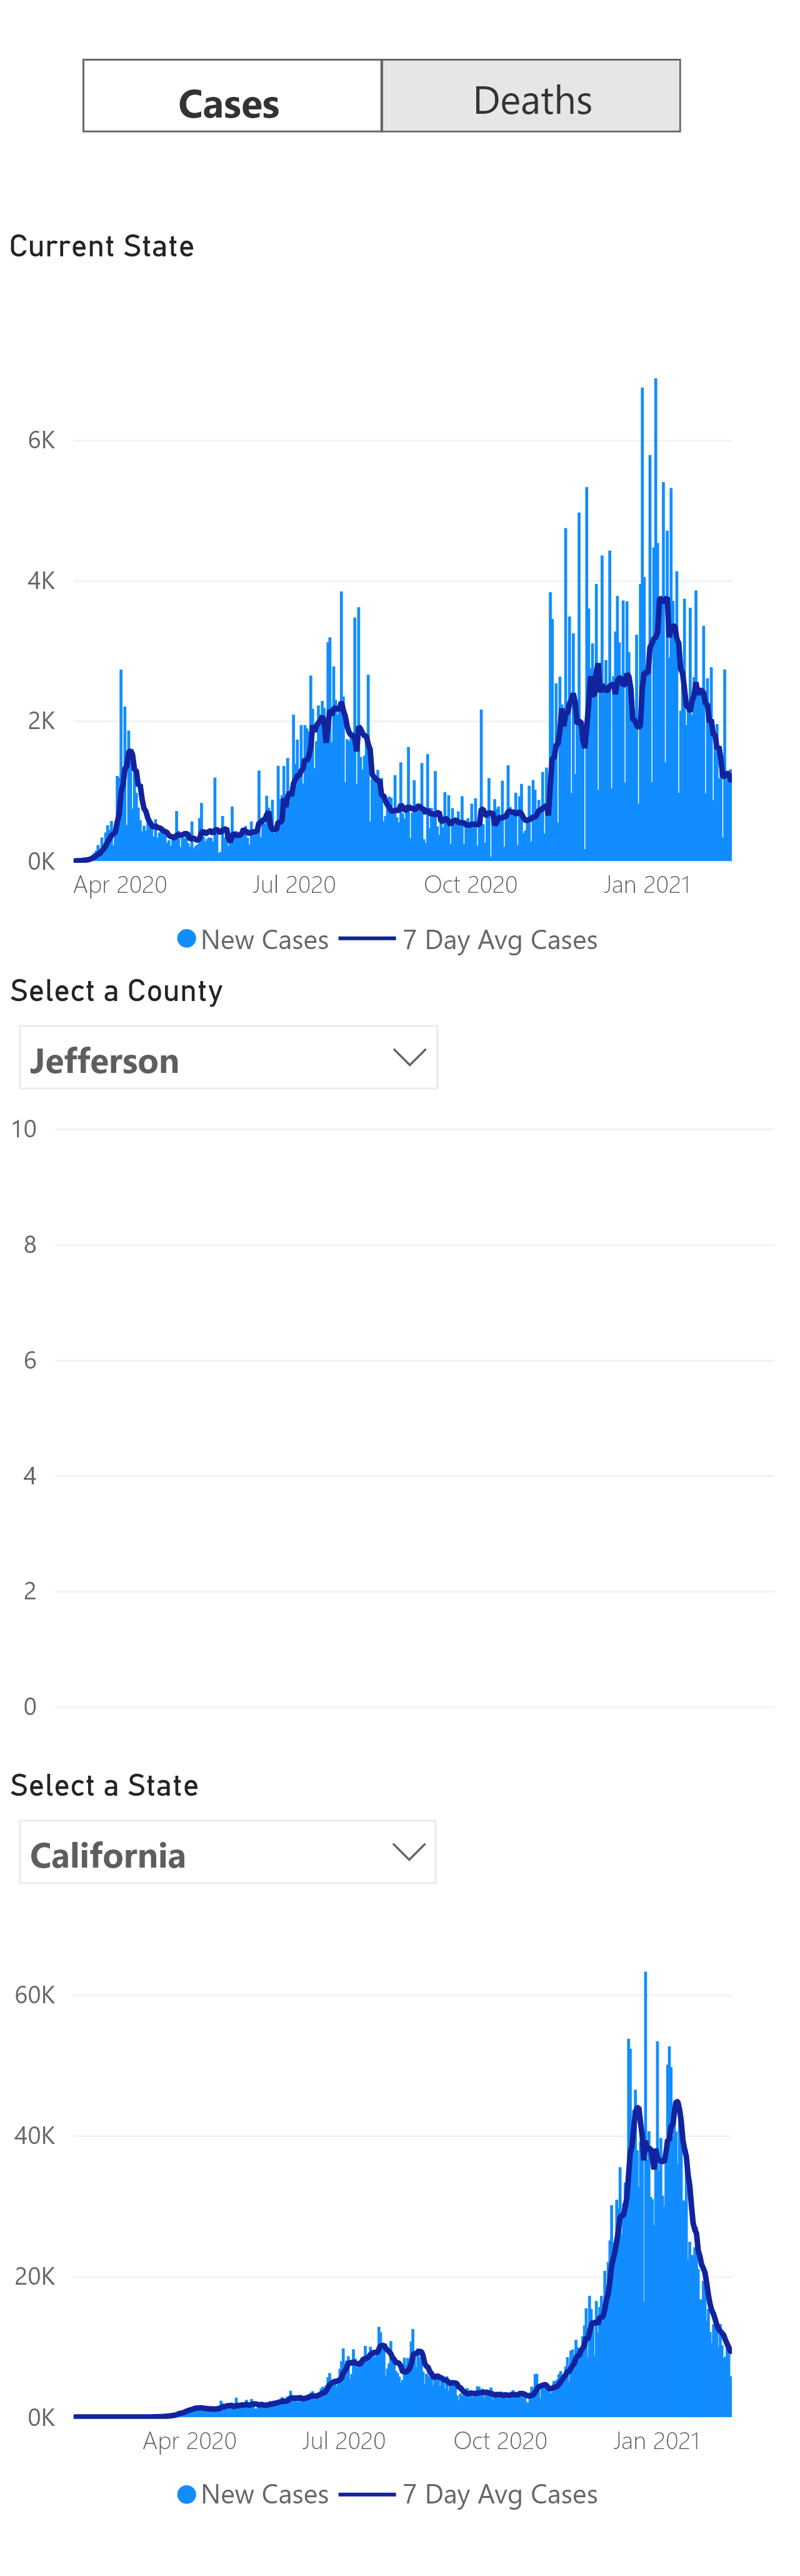 Cases Deaths
Current State
6K
4K
2K
0K
Apr 2020 Jul 2020 Oct 2020 Jan 2021
New Cases 7 Day Avg Cases
Select a County
Jefferson
10
8
6
4
2
0
Select a State
California
60K
40K
20K
0K
Apr 2020 Jul 2020 Oct 2020 Jan 2021
New Cases 7 Day Avg Cases